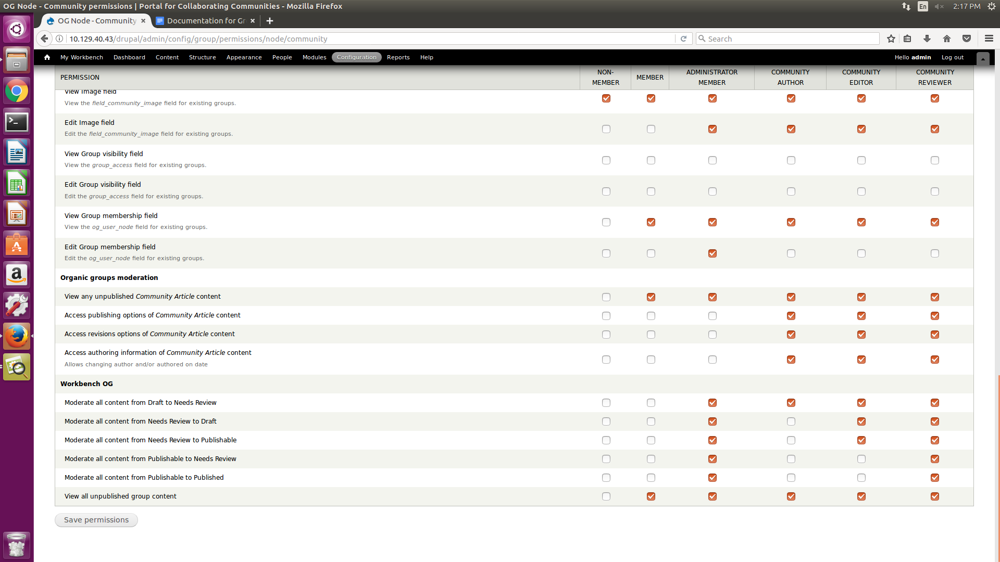 OG Node - Community permissions | Portal for Collaborating Communities - Mozilla Firefox
En
2:17 PM
OG Node - Community
Documentation for Gr
10.129.40.43/drupal/admin/config/group/permissions/node/community
Search
My Workbench Dashboard Content Structure Appearance People Modules Configuration Reports Help
Hello admin Log out
PERMISSION NON-MEMBER MEMBER ADMINISTRATOR MEMBER COMMUNITY AUTHOR COMMUNITY EDITOR COMMUNITY REVIEWER
View Image field
View the field_community_image field for existing groups.
Edit Image field
Edit the field_community_image field for existing groups.
View Group visibility field
View the group_access field for existing groups.
Edit Group visibility field
Edit the group_access field for existing groups.
View Group membership field
View the og_user_node field for existing groups.
Edit Group membership field
Edit the og_user_node field for existing groups.
Organic groups moderation
View any unpublished Community Article content
Access publishing options of Community Article content
Access revisions options of Community Article content
Access authoring information of Community Article content
Allows changing author and/or authored on date
Workbench OG
Moderate all content from Draft to Needs Review
Moderate all content from Needs Review to Draft
Moderate all content from Needs Review to Publishable
Moderate all content from Publishable to Needs Review
Moderate all content from Publishable to Published
View all unpublished group content
Save permissions